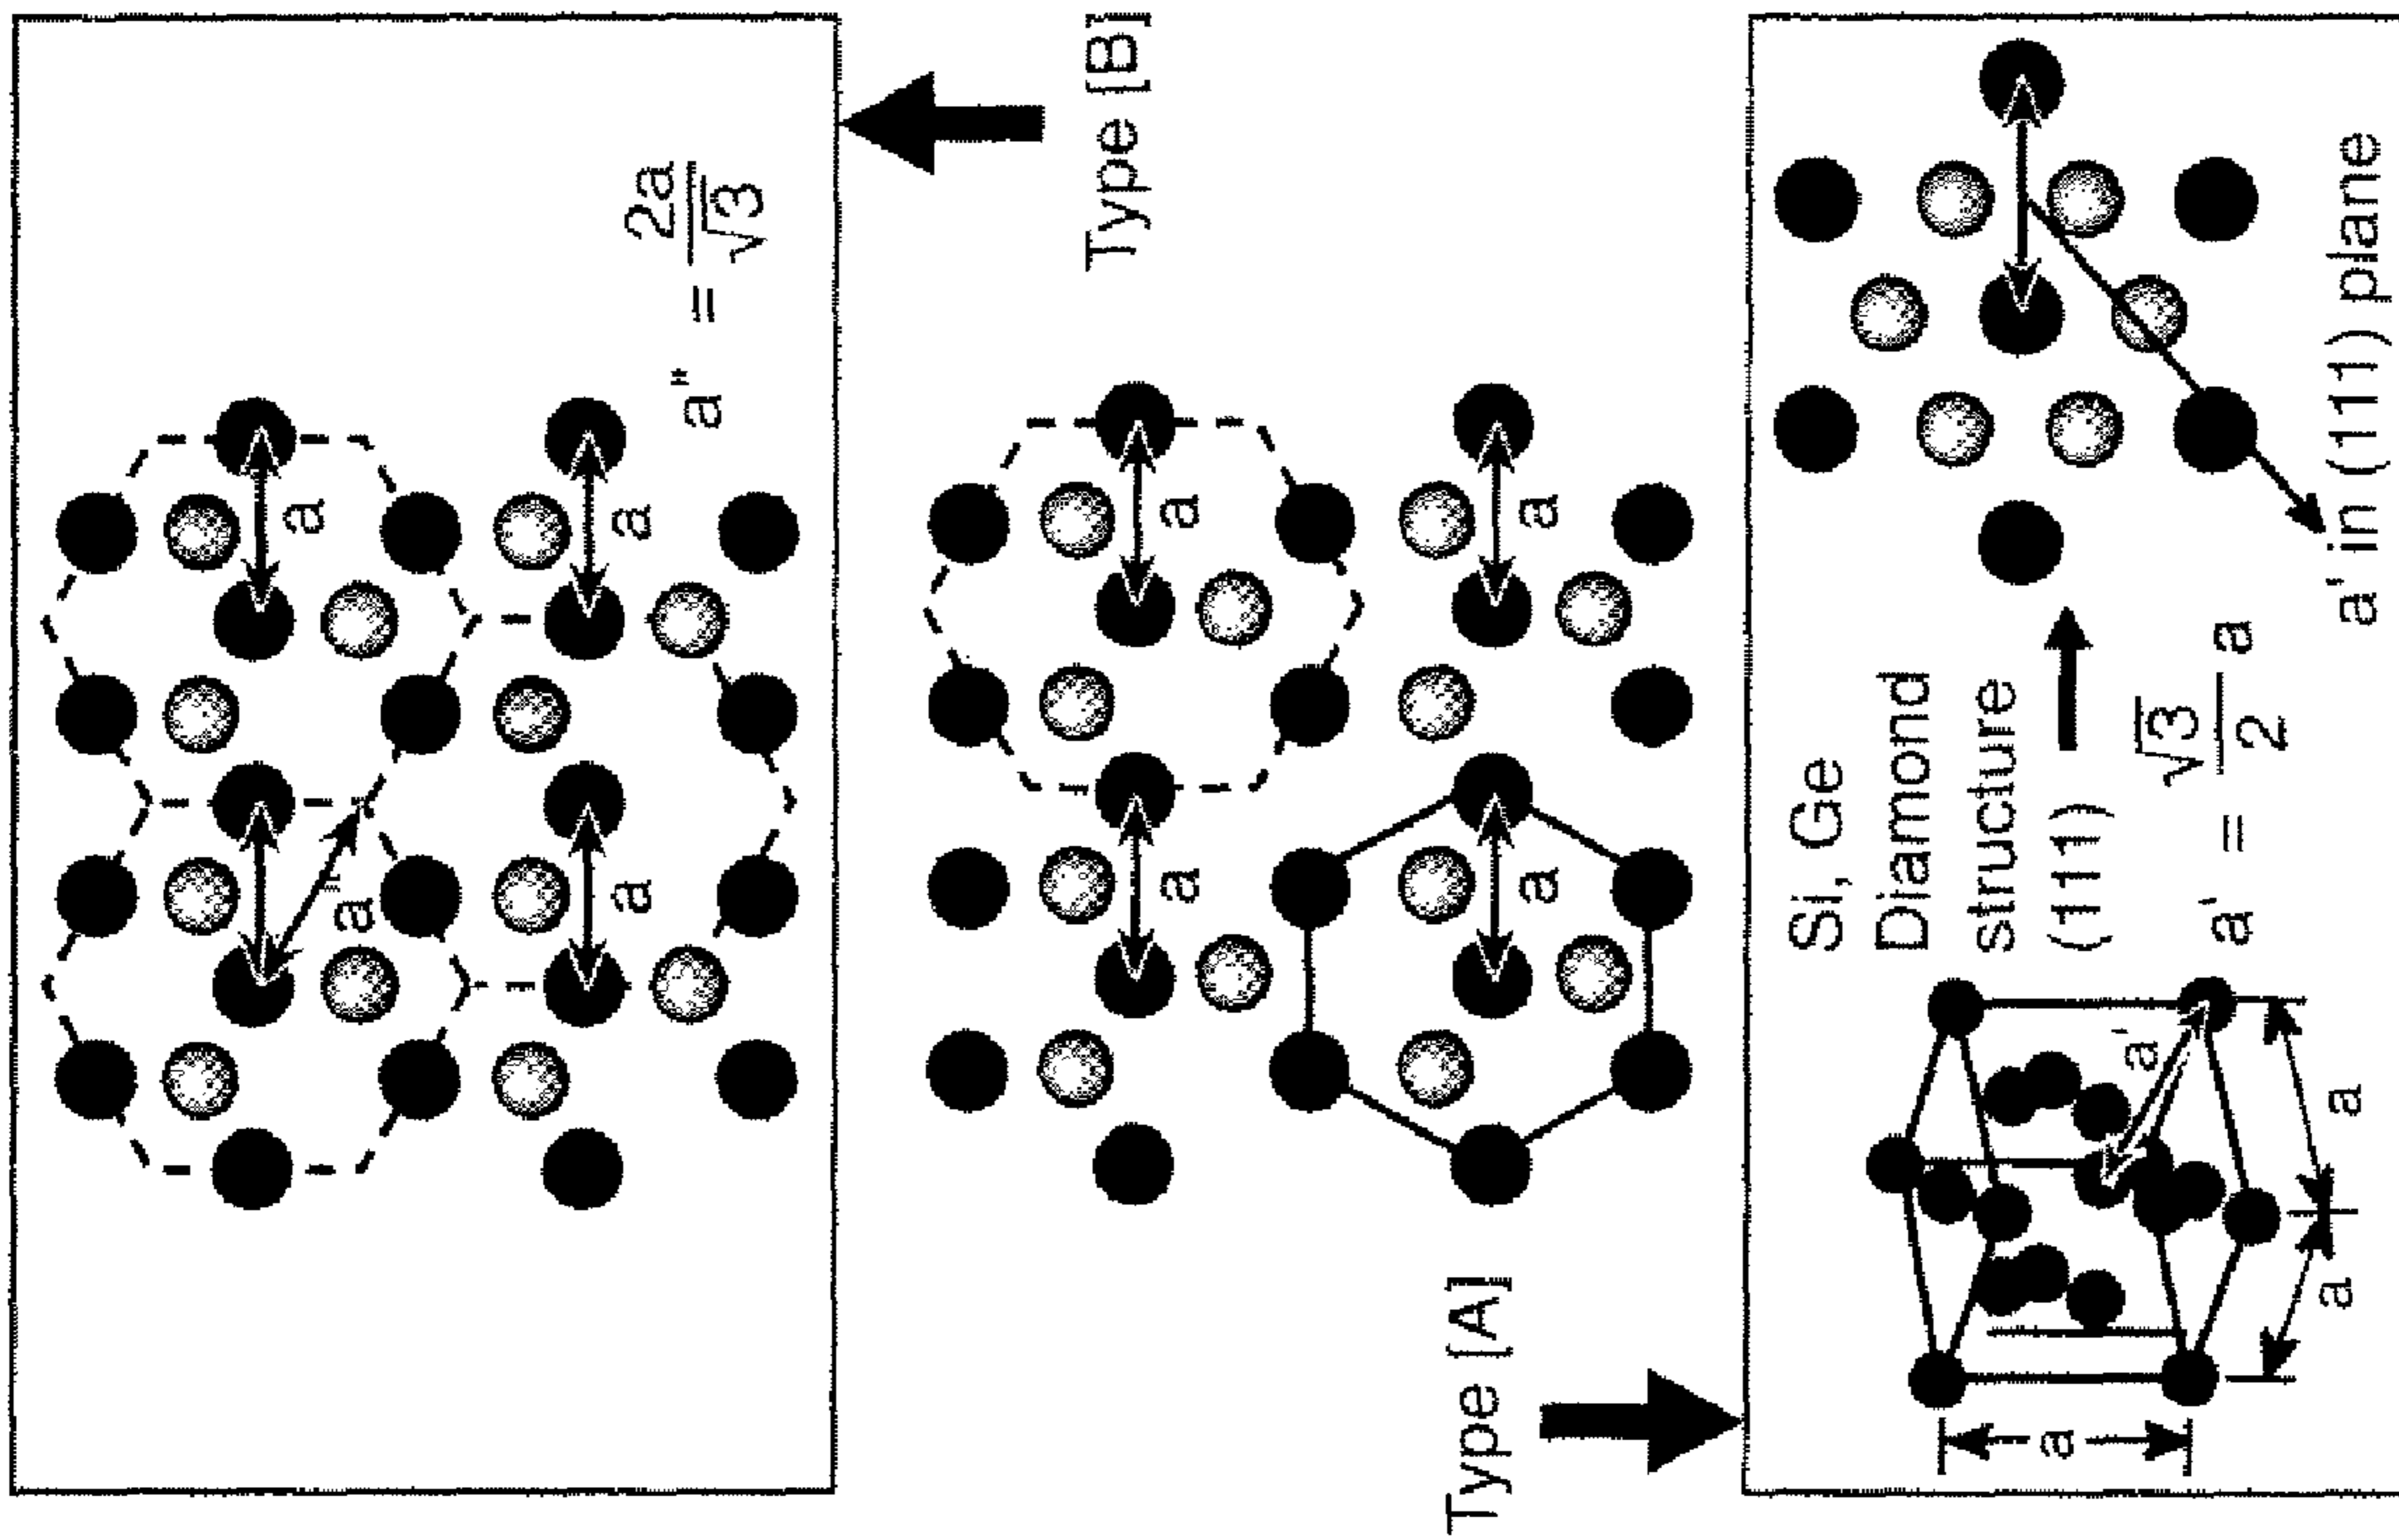 a
a"
a a
a" = 2a/√3
Type [B]
a a
Type [A]
a a
Si, Ge
Diamond
structure
(111)
a
a'
a' = √3/2 a
a a
a' in (111) plane